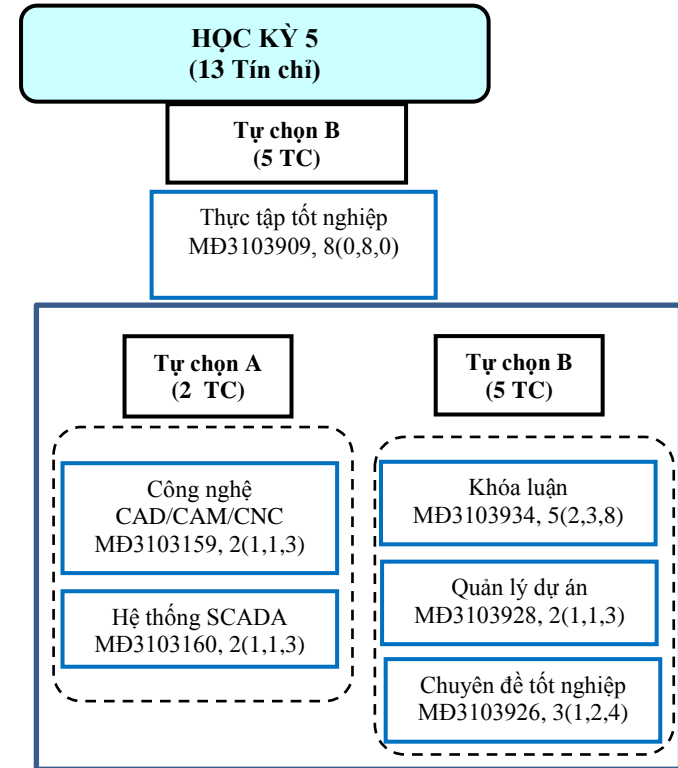 HỌC KỲ 5
(13 Tín chỉ)
Tự chọn B
(5 TC)
Thực tập tốt nghiệp
MĐ3103909, 8(0,8,0)
Tự chọn A
(2 TC)
Công nghệ
CAD/CAM/CNC
MĐ3103159, 2(1,1,3)
Hệ thống SCADA
MĐ3103160, 2(1,1,3)
Tự chọn B
(5 TC)
Khóa luận
MĐ3103934, 5(2,3,8)
Quản lý dự án
MĐ3103928, 2(1,1,3)
Chuyên đề tốt nghiệp
MĐ3103926, 3(1,2,4)